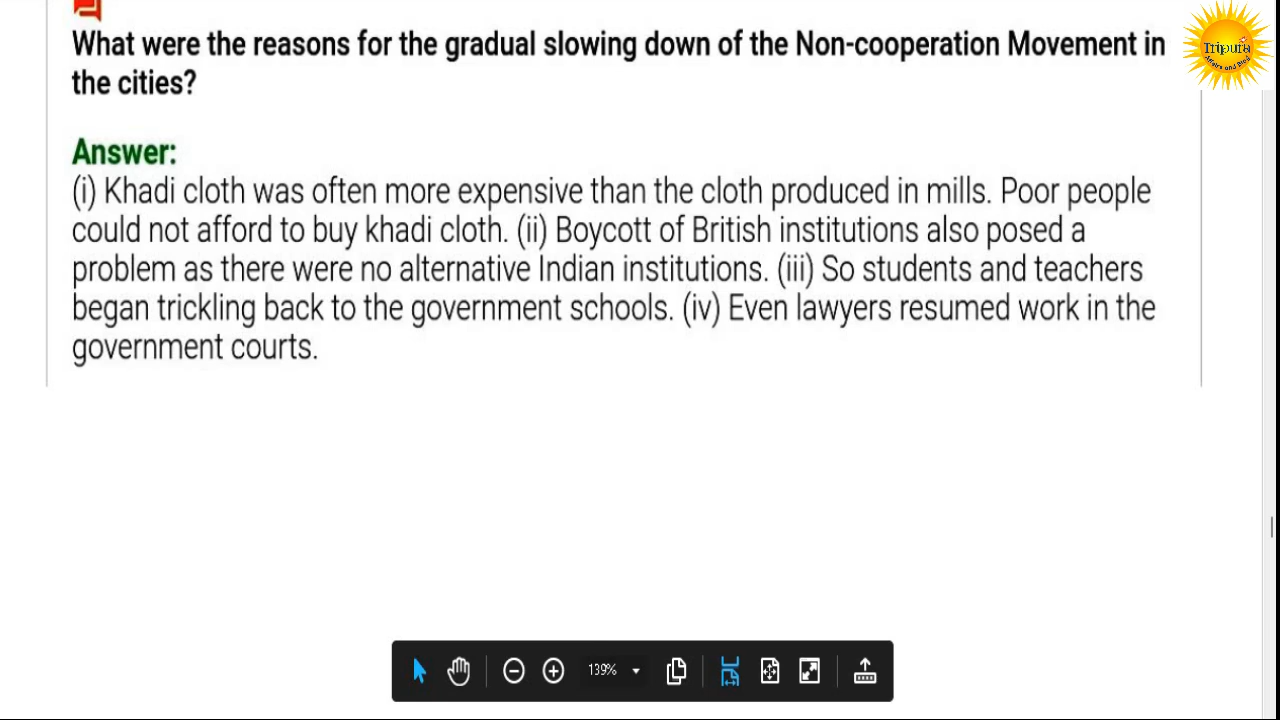 What were the reasons for the gradual slowing down of the Non-cooperation Movement in
the cities?
Answer:
(i) Khadi cloth was often more expensive than the cloth produced in mills. Poor people
could not afford to buy khadi cloth. (ii) Boycott of British institutions also posed a
problem as there were no alternative Indian institutions. (iii) So students and teachers
began trickling back to the government schools. (iv) Even lawyers resumed work in the
government courts.
Tripura
Affairs and Blog
139%